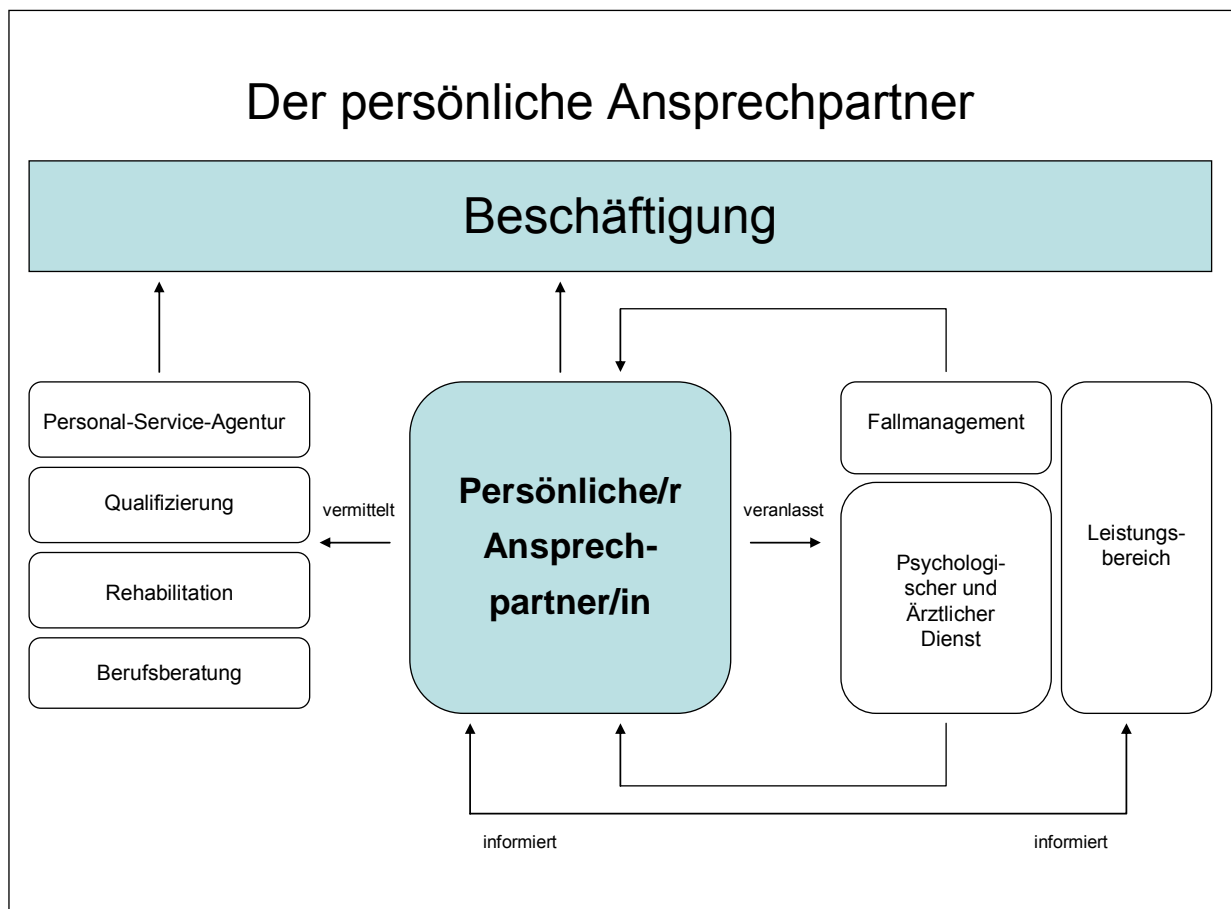 Der persönliche Ansprechpartner
Beschäftigung
Personal-Service-Agentur
Qualifizierung
Rehabilitation
Berufsberatung
vermittelt
Persönliche/r
Ansprech-
partner/in
veranlasst
Fallmanagement
Psychologi-
scher und
Ärztlicher
Dienst
Leistungs-
bereich
informiert
informiert